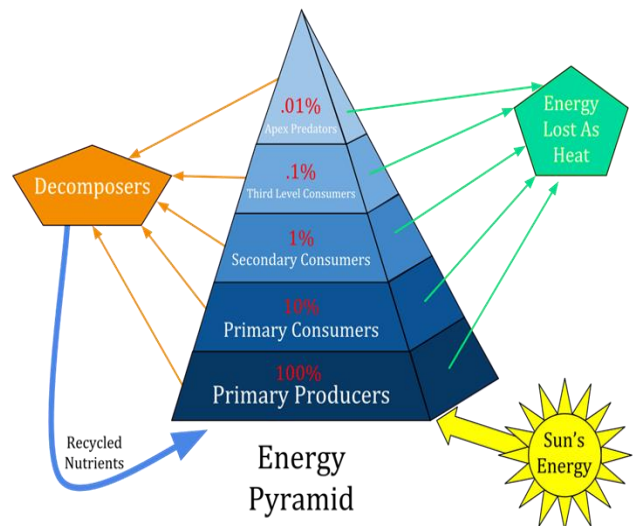 .01%
Apex Predators
Energy
Lost As
Heat
Decomposers
.1%
Third Level Consumers
1%
Secondary Consumers
10%
Primary Consumers
100%
Primary Producers
Recycled
Nutrients
Energy
Pyramid
Sun's
Energy